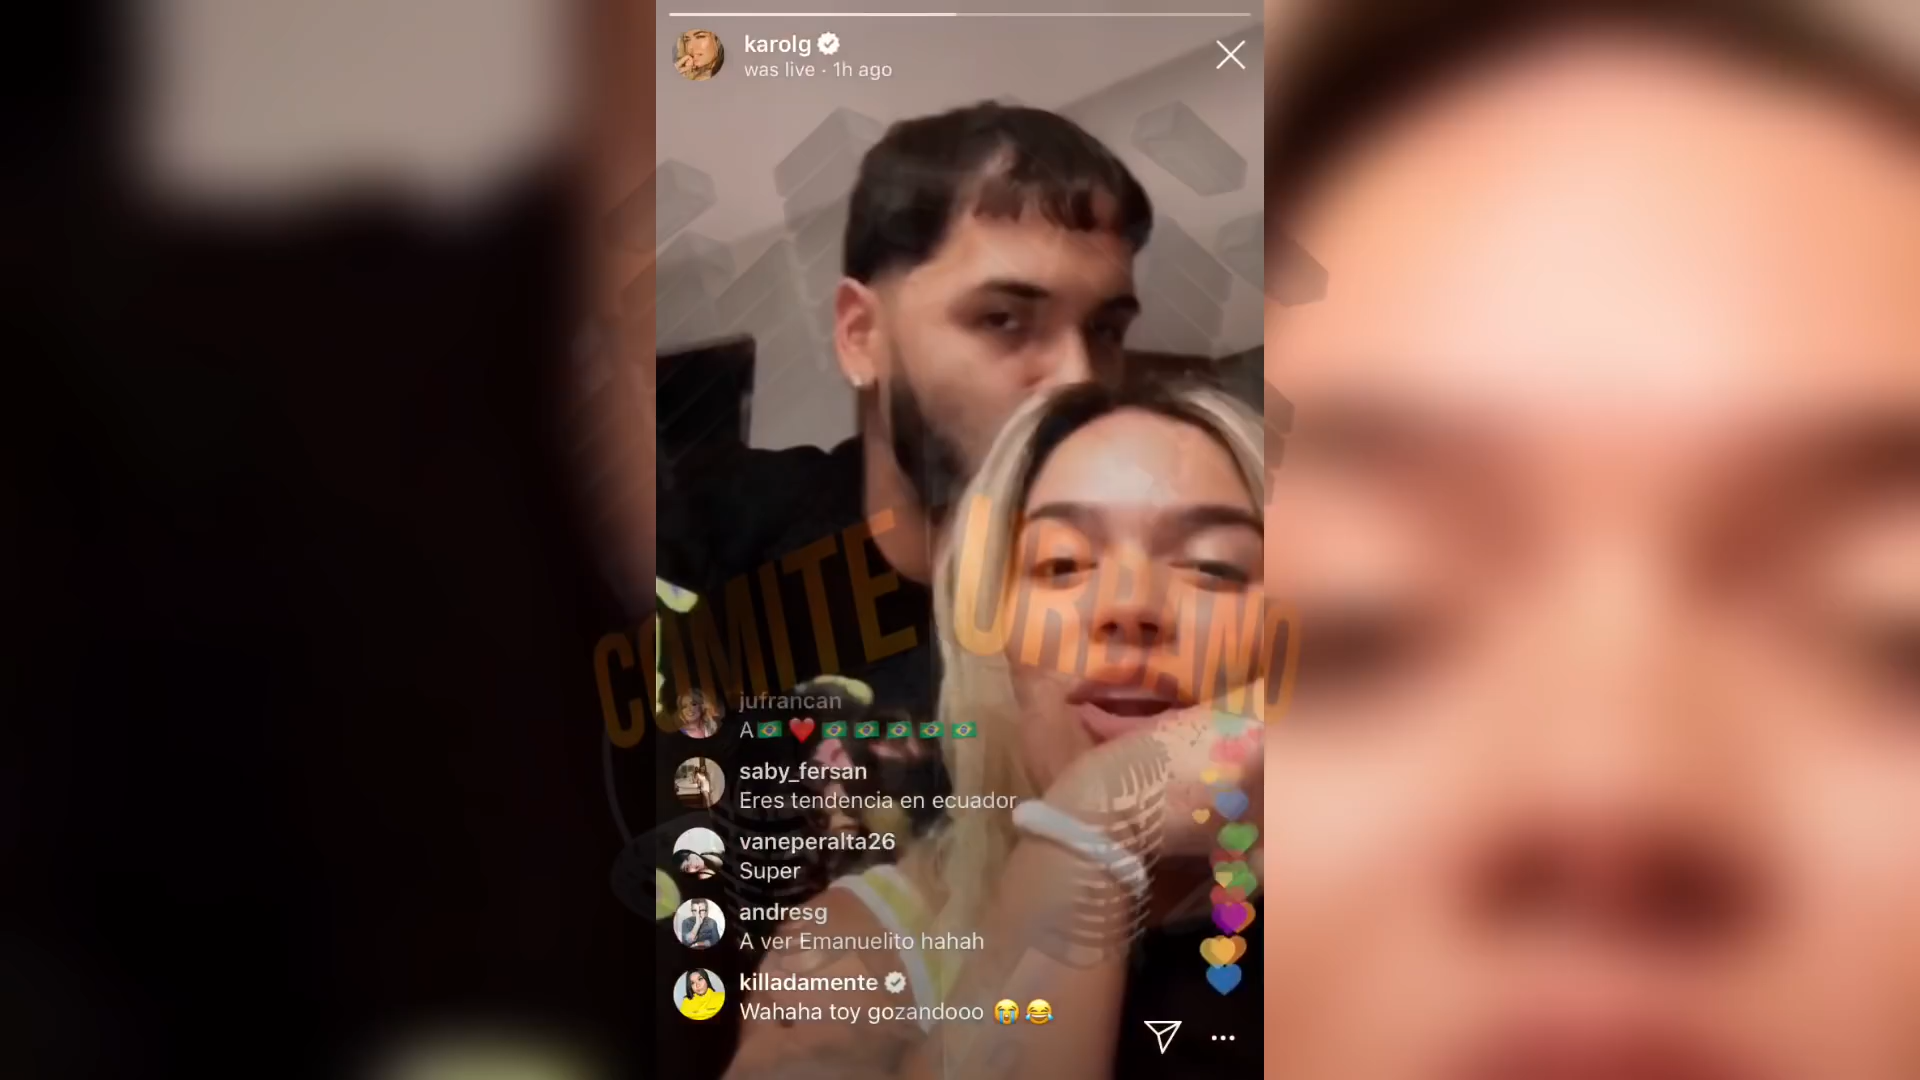 karolg
was live · 1h ago
COMITE URBANO
jufrancan
A🇧🇷❤️🇧🇷🇧🇷🇧🇷🇧🇷🇧🇷
saby_fersan
Eres tendencia en ecuador
vaneperalta26
Super
andresg
A ver Emanuelito hahah
killadamente
Wahaha toy gozandooo 😭😂